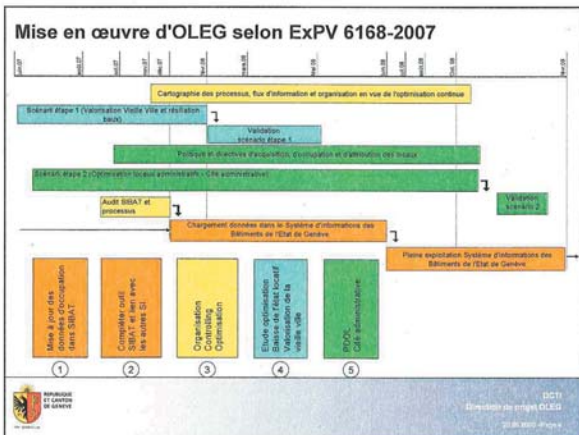 Mise en œuvre d'OLEG selon ExPV 6168-2007
Cartographie des processus, flux d'information et organisation en vue de l'optimisation continue
Scénario étape 1 (Valorisation Vieille Ville et résiliation
baux)
Validation
scénario étape 1
Politique et directives d'acquisition, d'occupation et d'attribution des locaux
Scénario étape 2 (Optimisation locaux administratifs - Cité administrative)
Validation
scénario 2
Audit SIBAT et
processus
Chargement données dans le Système d'informations des
Bâtiments de l'Etat de Genève
Pleine exploitation Système d'informations des
Bâtiments de l'Etat de Genève
Mise à jour des
données d'occupation
dans SIBAT
Compléter outil
SIBAT et lien avec
les autres SI
Organisation
Controlling
Optimisation
Etude optimisation
Baisse de l'état locatif
Valorisation de la
vieille ville
PDOL
Cité administrative
1
2
3
4
5
REPUBLIQUE
ET CANTON
DE GENEVE
DCTI
Direction de projet OLEG